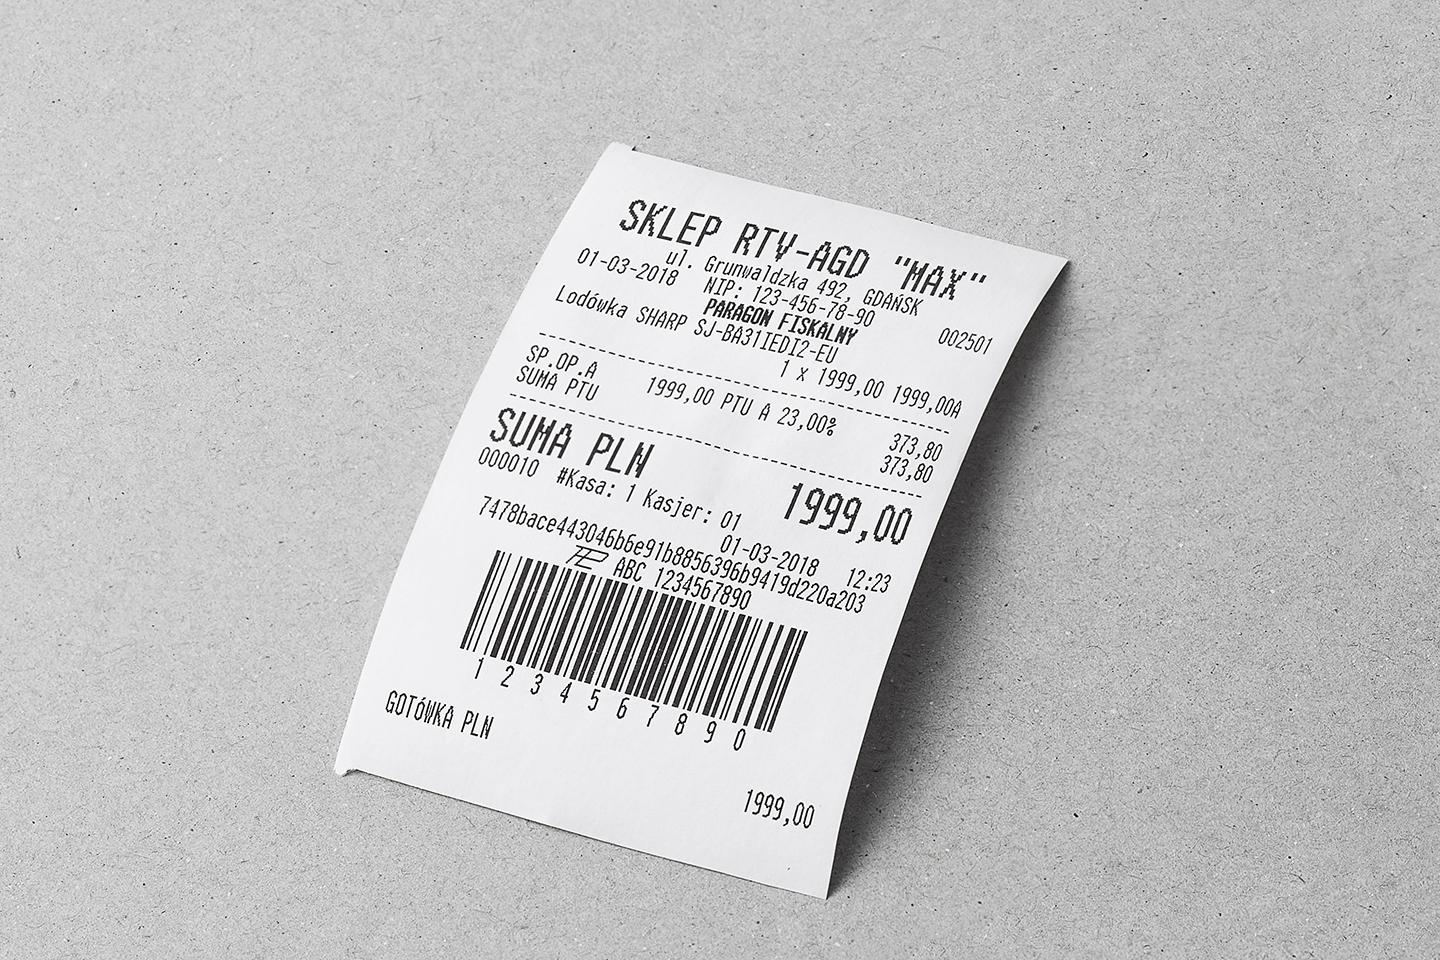 SKLEP RTV-AGD "MAX"
ul. Grunwaldzka 492, GDAŃSK
NIP: 123-456-78-90
01-03-2018 002501
PARAGON FISKALNY
Lodówka SHARP SJ-BA31IEDI2-EU
1 x 1999,00 1999,00A
SP.OP.A 1999,00 PTU A 23,00% 373,80
SUMA PTU 373,80
SUMA PLN 1999,00
000010 #Kasa: 1 Kasjer: 01 01-03-2018 12:23
7478bace443046b6e91b8856396b9419d220a203
ABC 1234567890
1 2 3 4 5 6 7 8 9 0
GOTÓWKA PLN 1999,00